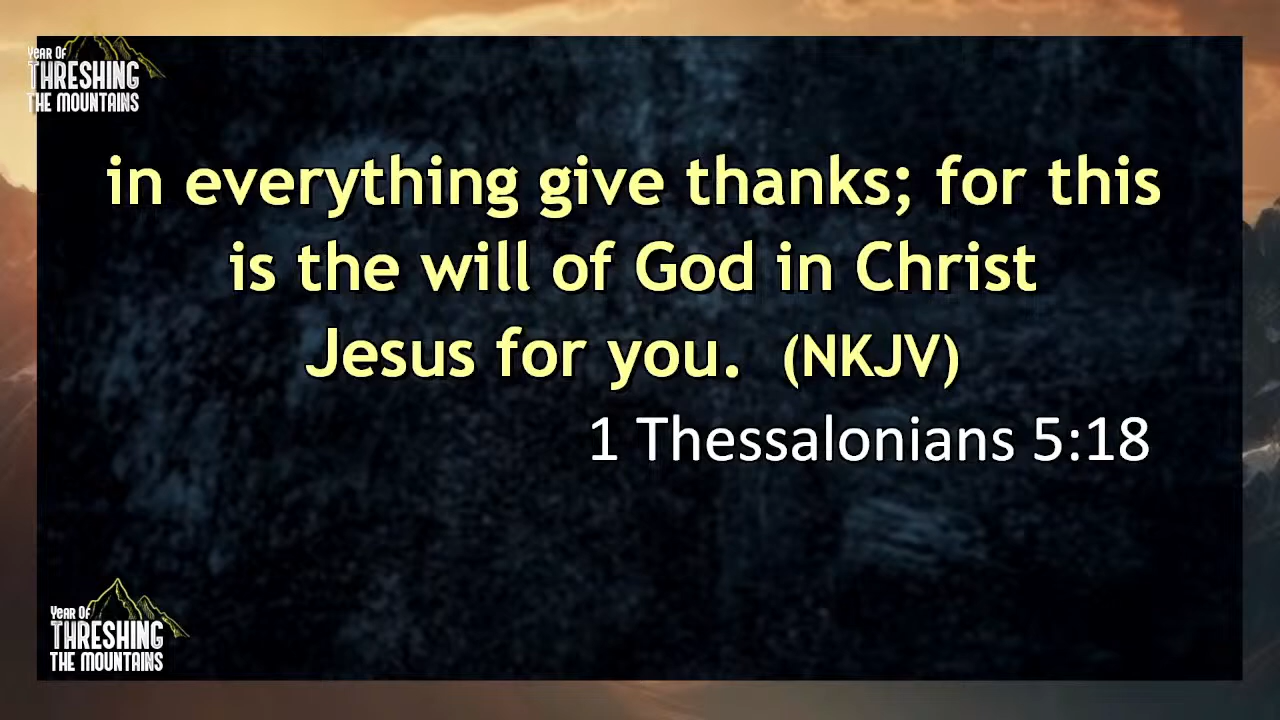 Year Of
THRESHING
THE MOUNTAINS
in everything give thanks; for this
is the will of God in Christ
Jesus for you.  (NKJV)
1 Thessalonians 5:18
Year Of
THRESHING
THE MOUNTAINS